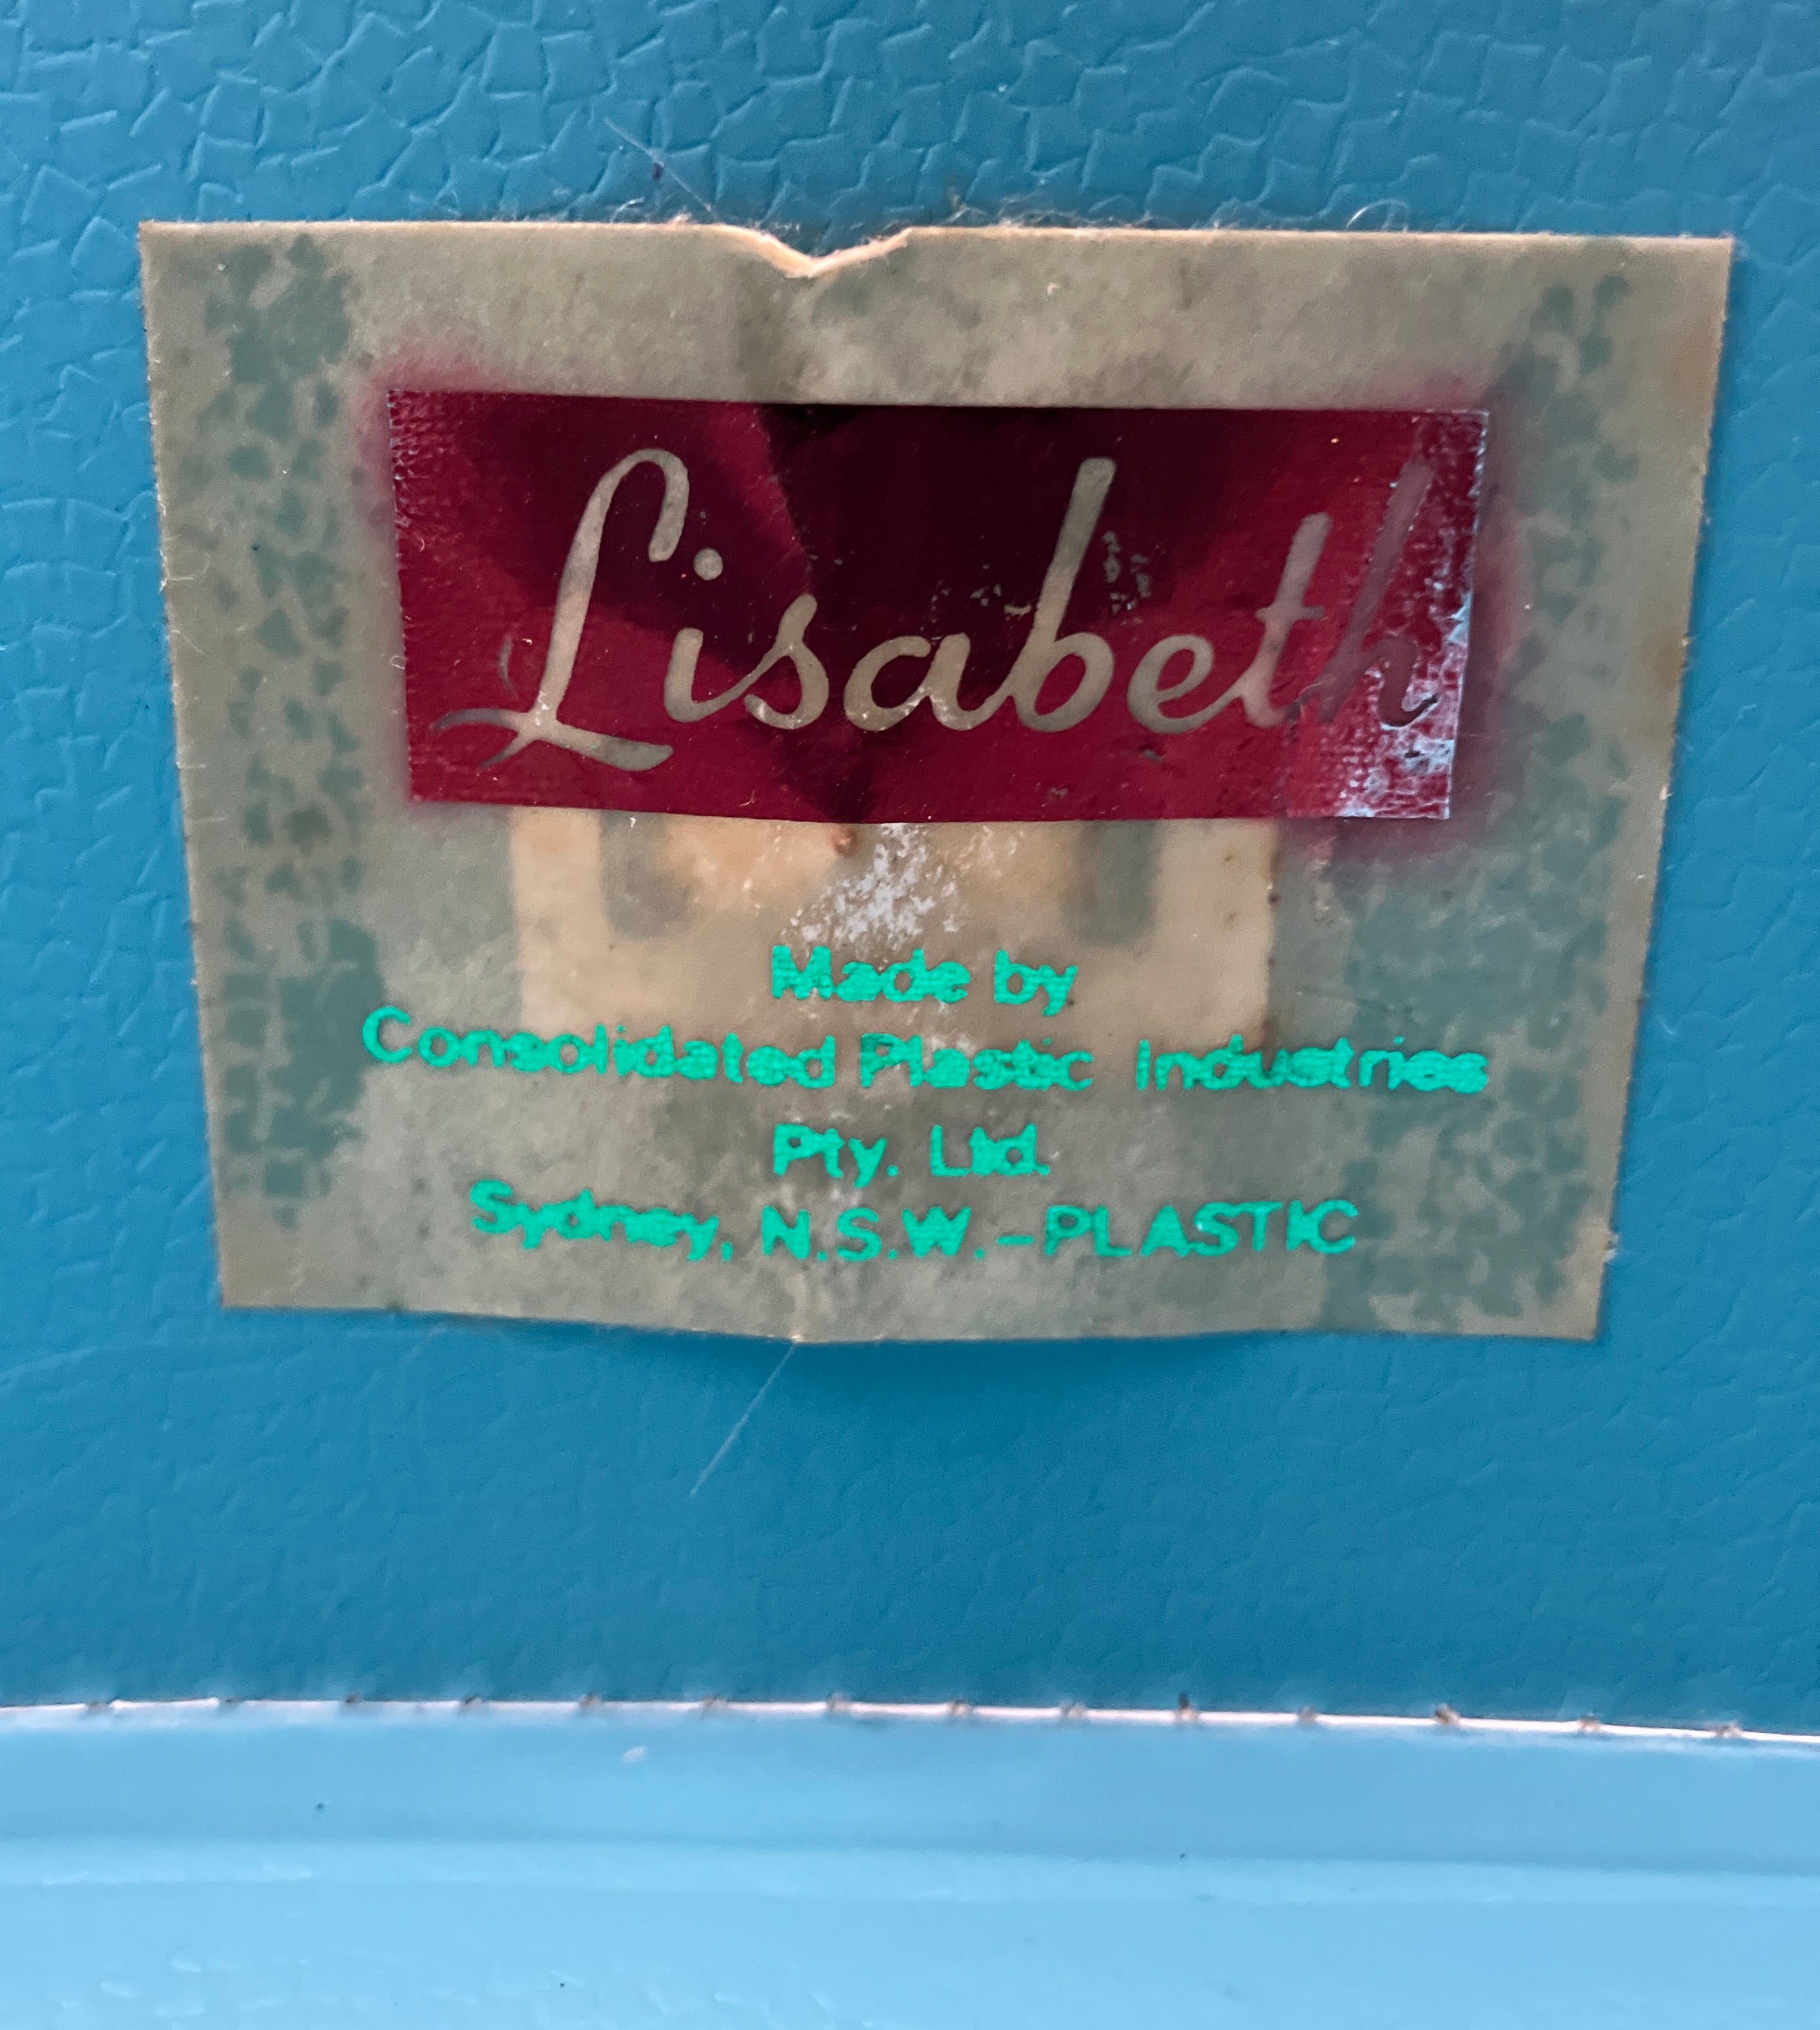 Lisabeth
Made by
Consolidated Plastic Industries
Pty. Ltd.
Sydney, N.S.W.-PLASTIC